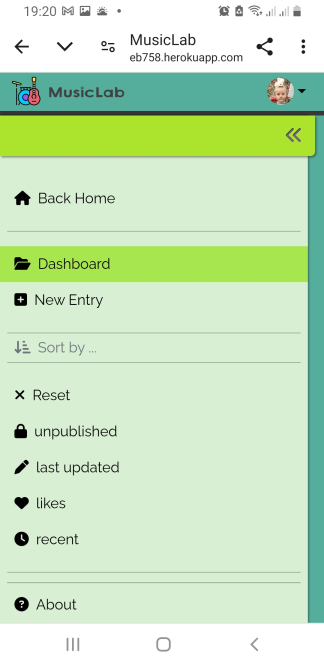 19:20
MusicLab
eb758.herokuapp.com
MusicLab
Back Home
Dashboard
New Entry
Sort by ...
Reset
unpublished
last updated
likes
recent
About